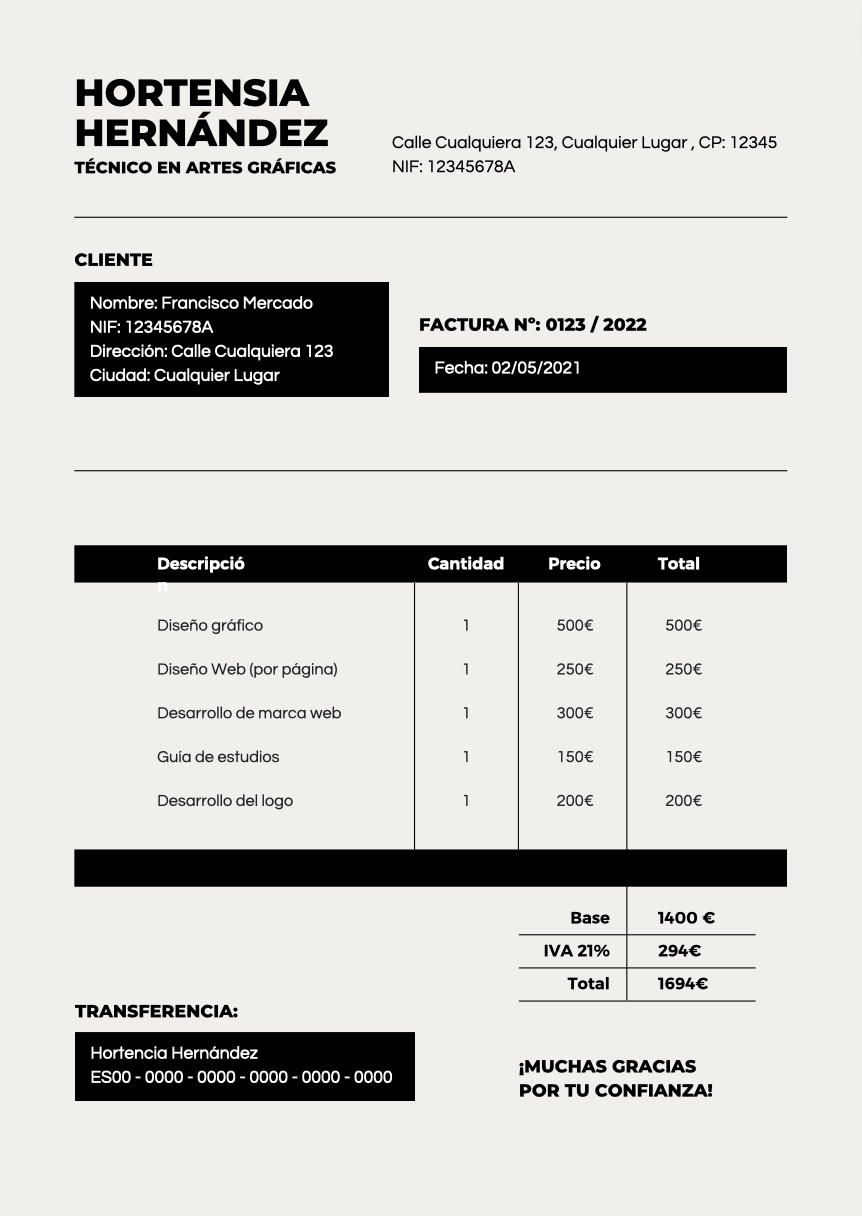 HORTENSIA
HERNÁNDEZ
TÉCNICO EN ARTES GRÁFICAS
Calle Cualquiera 123, Cualquier Lugar , CP: 12345
NIF: 12345678A
CLIENTE
Nombre: Francisco Mercado
NIF: 12345678A
Dirección: Calle Cualquiera 123
Ciudad: Cualquier Lugar
FACTURA Nº: 0123 / 2022
Fecha: 02/05/2021
Descripció Cantidad Precio Total
n
Diseño gráfico 1 500€ 500€
Diseño Web (por página) 1 250€ 250€
Desarrollo de marca web 1 300€ 300€
Guía de estudios 1 150€ 150€
Desarrollo del logo 1 200€ 200€
Base 1400 €
IVA 21% 294€
Total 1694€
TRANSFERENCIA:
Hortencia Hernández
ES00 - 0000 - 0000 - 0000 - 0000 - 0000
¡MUCHAS GRACIAS
POR TU CONFIANZA!